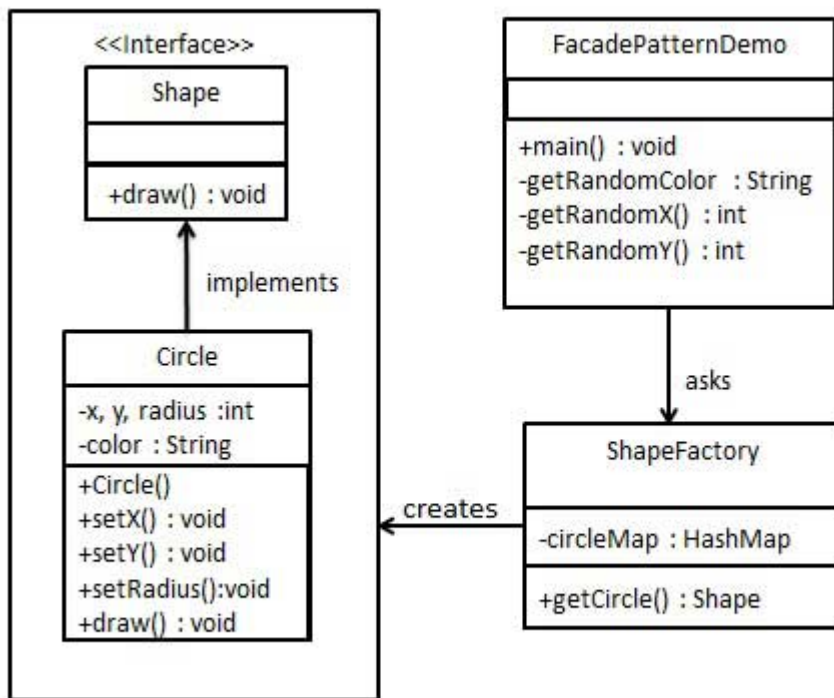 <<Interface>>
Shape
+draw() : void
implements
Circle
-x, y, radius :int
-color : String
+Circle()
+setX() : void
+setY() : void
+setRadius():void
+draw() : void
FacadePatternDemo
+main() : void
-getRandomColor : String
-getRandomX() : int
-getRandomY() : int
asks
ShapeFactory
-circleMap : HashMap
+getCircle() : Shape
creates